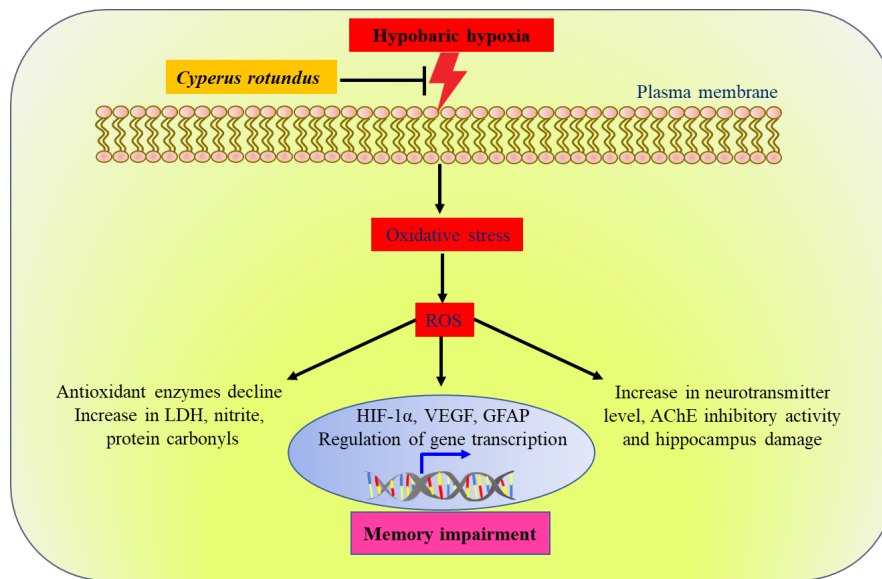 Hypobaric hypoxia
Cyperus rotundus
Plasma membrane
Oxidative stress
ROS
Antioxidant enzymes decline
Increase in LDH, nitrite,
protein carbonyls
HIF-1α, VEGF, GFAP
Regulation of gene transcription
Increase in neurotransmitter
level, AChE inhibitory activity
and hippocampus damage
Memory impairment